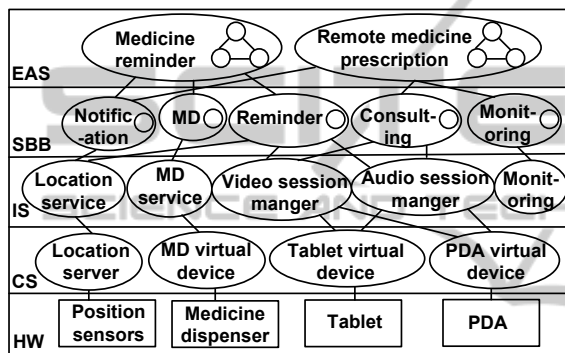 Medicine
reminder
Remote medicine
prescription
EAS
Notific
-ation
MD
Reminder
Consult-
ing
Monit-
oring
SBB
Location
service
MD
service
Video session
manger
Audio session
manger
Monit-
oring
IS
Location
server
MD virtual
device
Tablet virtual
device
PDA virtual
device
CS
Position
sensors
Medicine
dispenser
Tablet
PDA
HW